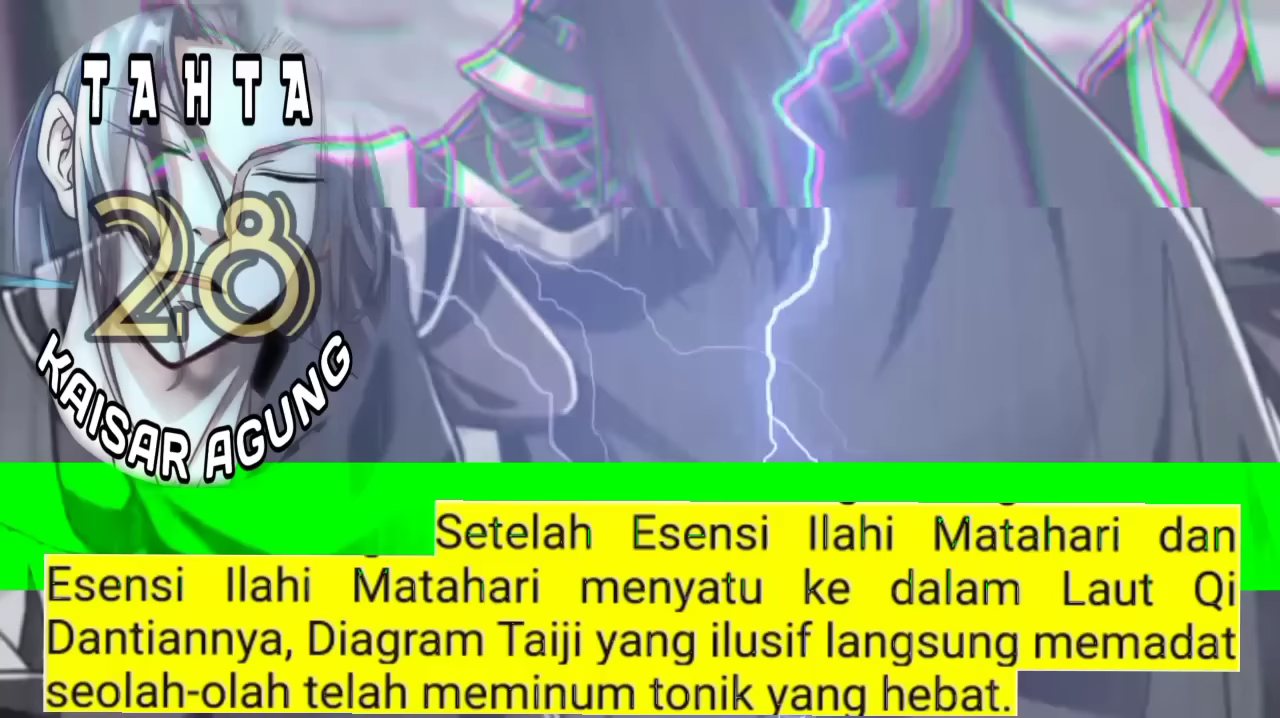 TAHTA
28
KAISAR AGUNG
Setelah Esensi Ilahi Matahari dan
Esensi Ilahi Matahari menyatu ke dalam Laut Qi
Dantiannya, Diagram Taiji yang ilusif langsung memadat
seolah-olah telah meminum tonik yang hebat.